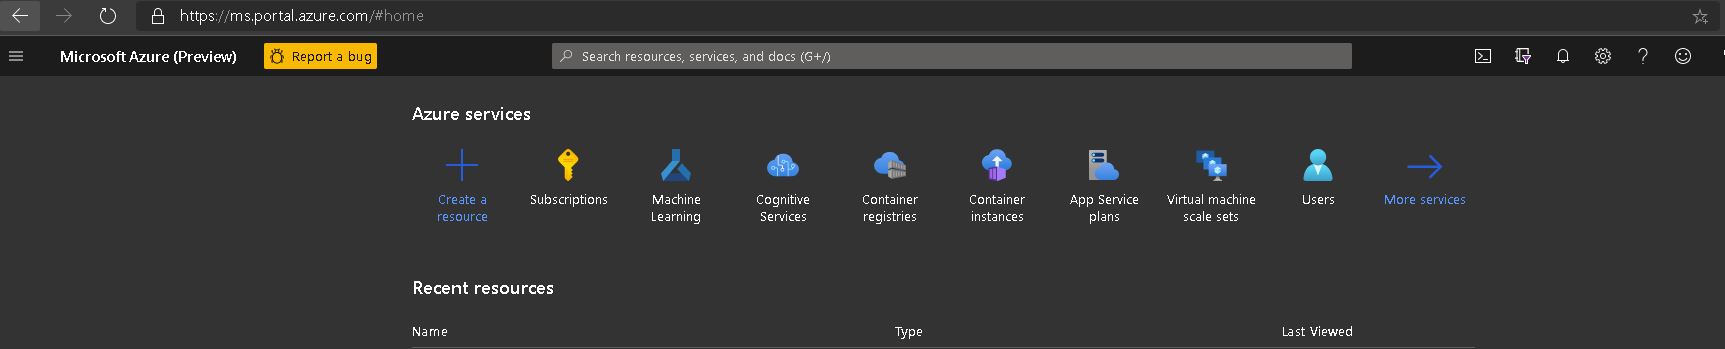 https://ms.portal.azure.com/#home
Microsoft Azure (Preview) Report a bug Search resources, services, and docs (G+/)
Azure services
Create a resource
Subscriptions
Machine Learning
Cognitive Services
Container registries
Container instances
App Service plans
Virtual machine scale sets
Users
More services
Recent resources
Name Type Last Viewed